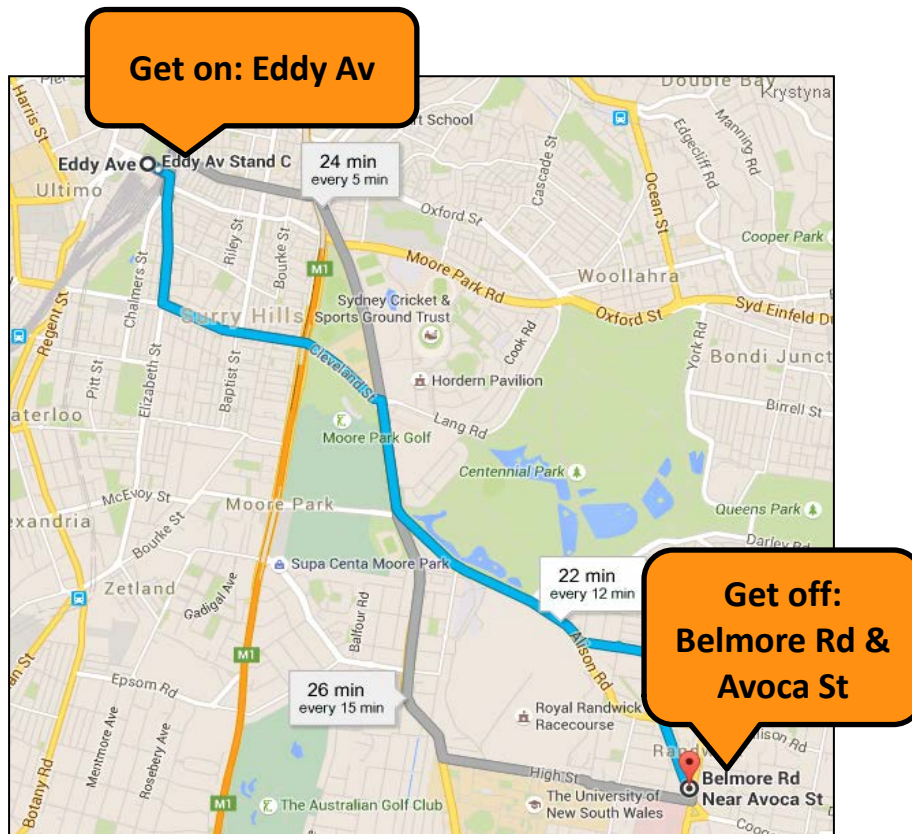 Get on: Eddy Av
Double Bay
Krystyna
Harris St
Eddy Ave
Eddy Av Stand C
24 min
every 5 min
Ultimo
Riley St
Bourke St
Chalmers St
Cascade St
Edgecliff Rd
Manning Rd
Ocean St
Oxford St
Cooper Park
Woollahra
M1
Moore Park Rd
Oxford St
Syd Einfeld
Sydney Cricket &
Sports Ground Trust
Cook Rd
York Rd
Regent St
Surry Hills
Hordern Pavilion
Cleveland St
Pitt St
Elizabeth St
Baptist St
Bondi Junct
Birrell St
aterloo
Lang Rd
Moore Park Golf
Centennial Park
McEvoy St
Moore Park
Queens Park
exandria
Bourke St
Darley Rd
Supa Centa Moore Park
22 min
every 12 min
Zetland
Gadigal Ave
Balfour Rd
Get off:
Belmore Rd &
Avoca St
Alison Rd
M1
26 min
every 15 min
Epsom Rd
Mentmore Ave
Rosebery Ave
Royal Randwick
Racecourse
Randw
ison Rd
High St
Belmore Rd
Near Avoca St
Botany Rd
M1
The Australian Golf Club
The University of
New South Wales